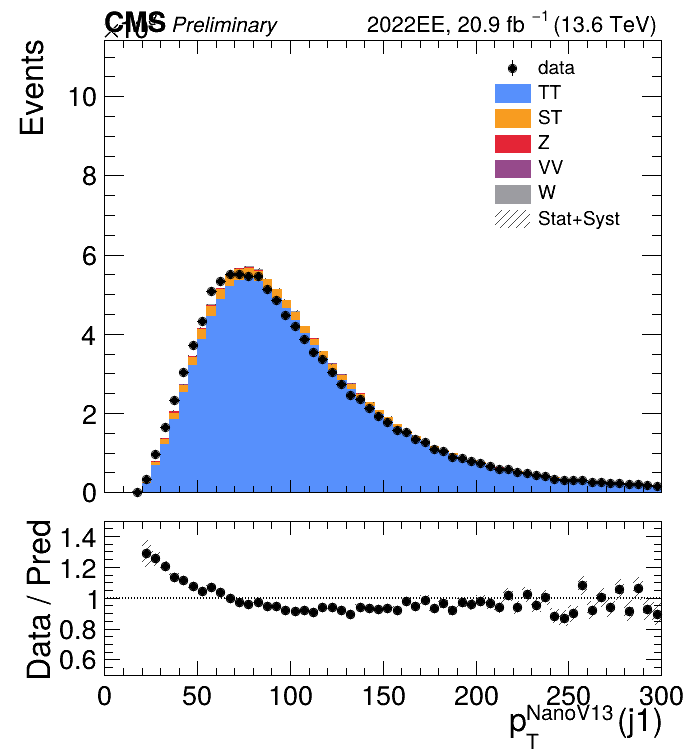 CMS Preliminary 2022EE, 20.9 fb⁻¹ (13.6 TeV)
Events
10
8
6
4
2
0
data
TT
ST
Z
VV
W
Stat+Syst
Data / Pred
1.4
1.2
1
0.8
0.6
0 50 100 150 200 250 300
p_T^NanoV13 (j1)